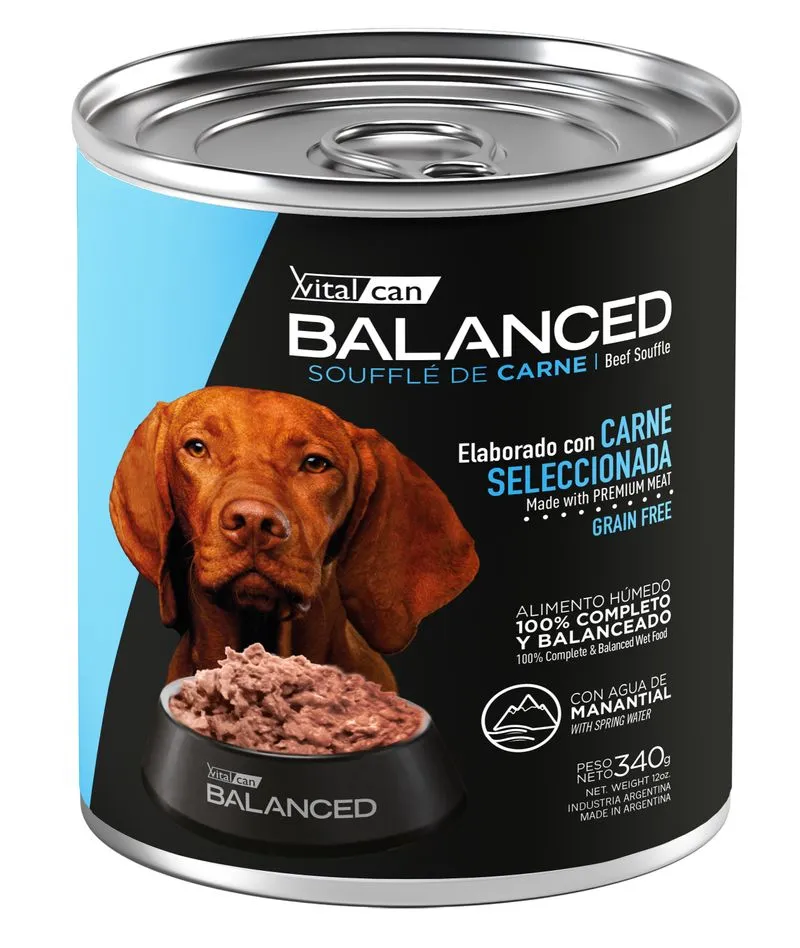 Vital can
BALANCED
SOUFFLÉ DE CARNE | Beef Souffle
Elaborado con CARNE
SELECCIONADA
Made with PREMIUM MEAT
GRAIN FREE
ALIMENTO HÚMEDO
100% COMPLETO
Y BALANCEADO
100% Complete & Balanced Wet Food
CON AGUA DE
MANANTIAL
WITH SPRING WATER
PESO
NETO 340g
NET. WEIGHT 12oz.
INDUSTRIA ARGENTINA
MADE IN ARGENTINA
Vital can
BALANCED